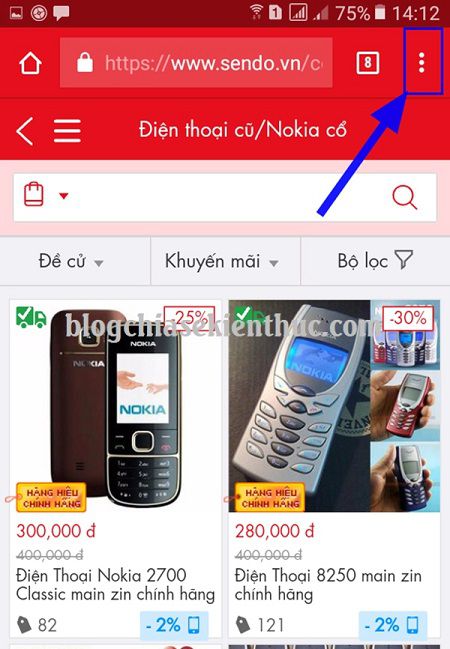 75% 14:12
https://www.sendo.vn/c
8
Điện thoại cũ/Nokia cổ
Đề cử
Khuyến mãi
Bộ lọc
blogchiasekienthuc.com
-25%
NOKIA
NOKIA
NOKIA
HÀNG HIỆU
CHÍNH HÃNG
300,000 đ
400,000 đ
Điện Thoại Nokia 2700
Classic main zin chính hãng
82
- 2%
-30%
NOKIA
NOKIA
HÀNG HIỆU
CHÍNH HÃNG
280,000 đ
400,000 đ
Điện Thoại 8250 main zin
chính hãng
121
- 2%